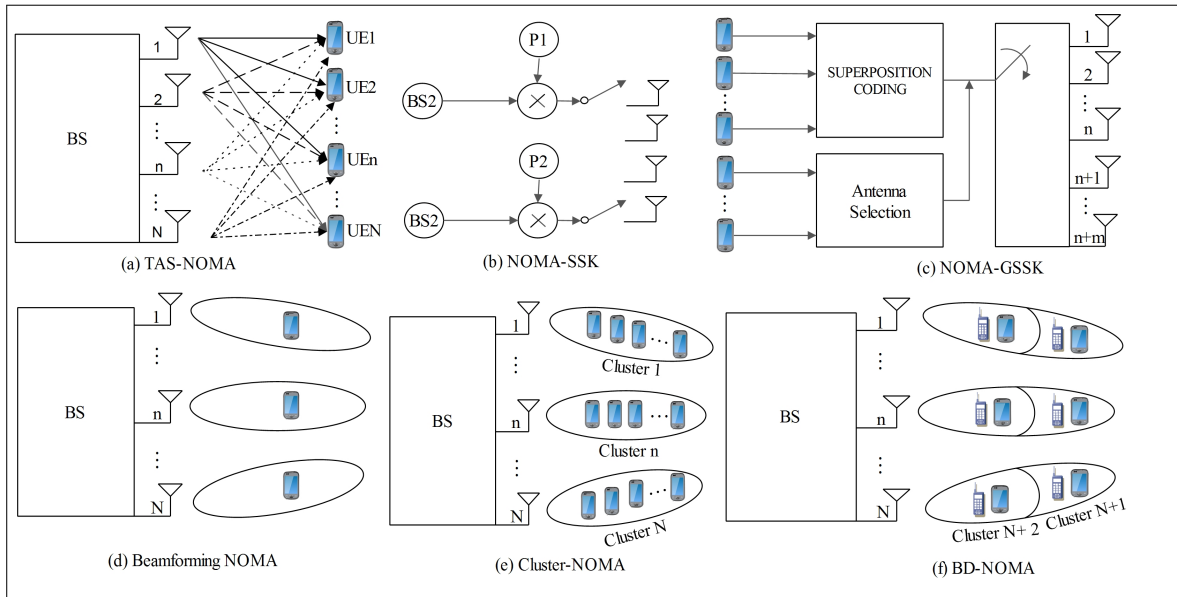 BS
1
2
⋮
n
⋮
N
UE1
UE2
⋮
UEn
⋮
UEN
(a) TAS-NOMA
P1
BS2
×
P2
BS2
×
(b) NOMA-SSK
SUPERPOSITION
CODING
Antenna
Selection
1
2
⋮
n
n+1
⋮
n+m
(c) NOMA-GSSK
BS
1
⋮
n
⋮
N
(d) Beamforming NOMA
BS
1
⋮
n
⋮
N
...
Cluster 1
...
Cluster n
...
Cluster N
(e) Cluster-NOMA
BS
1
⋮
n
⋮
N
Cluster N+ 2
Cluster N+1
(f) BD-NOMA